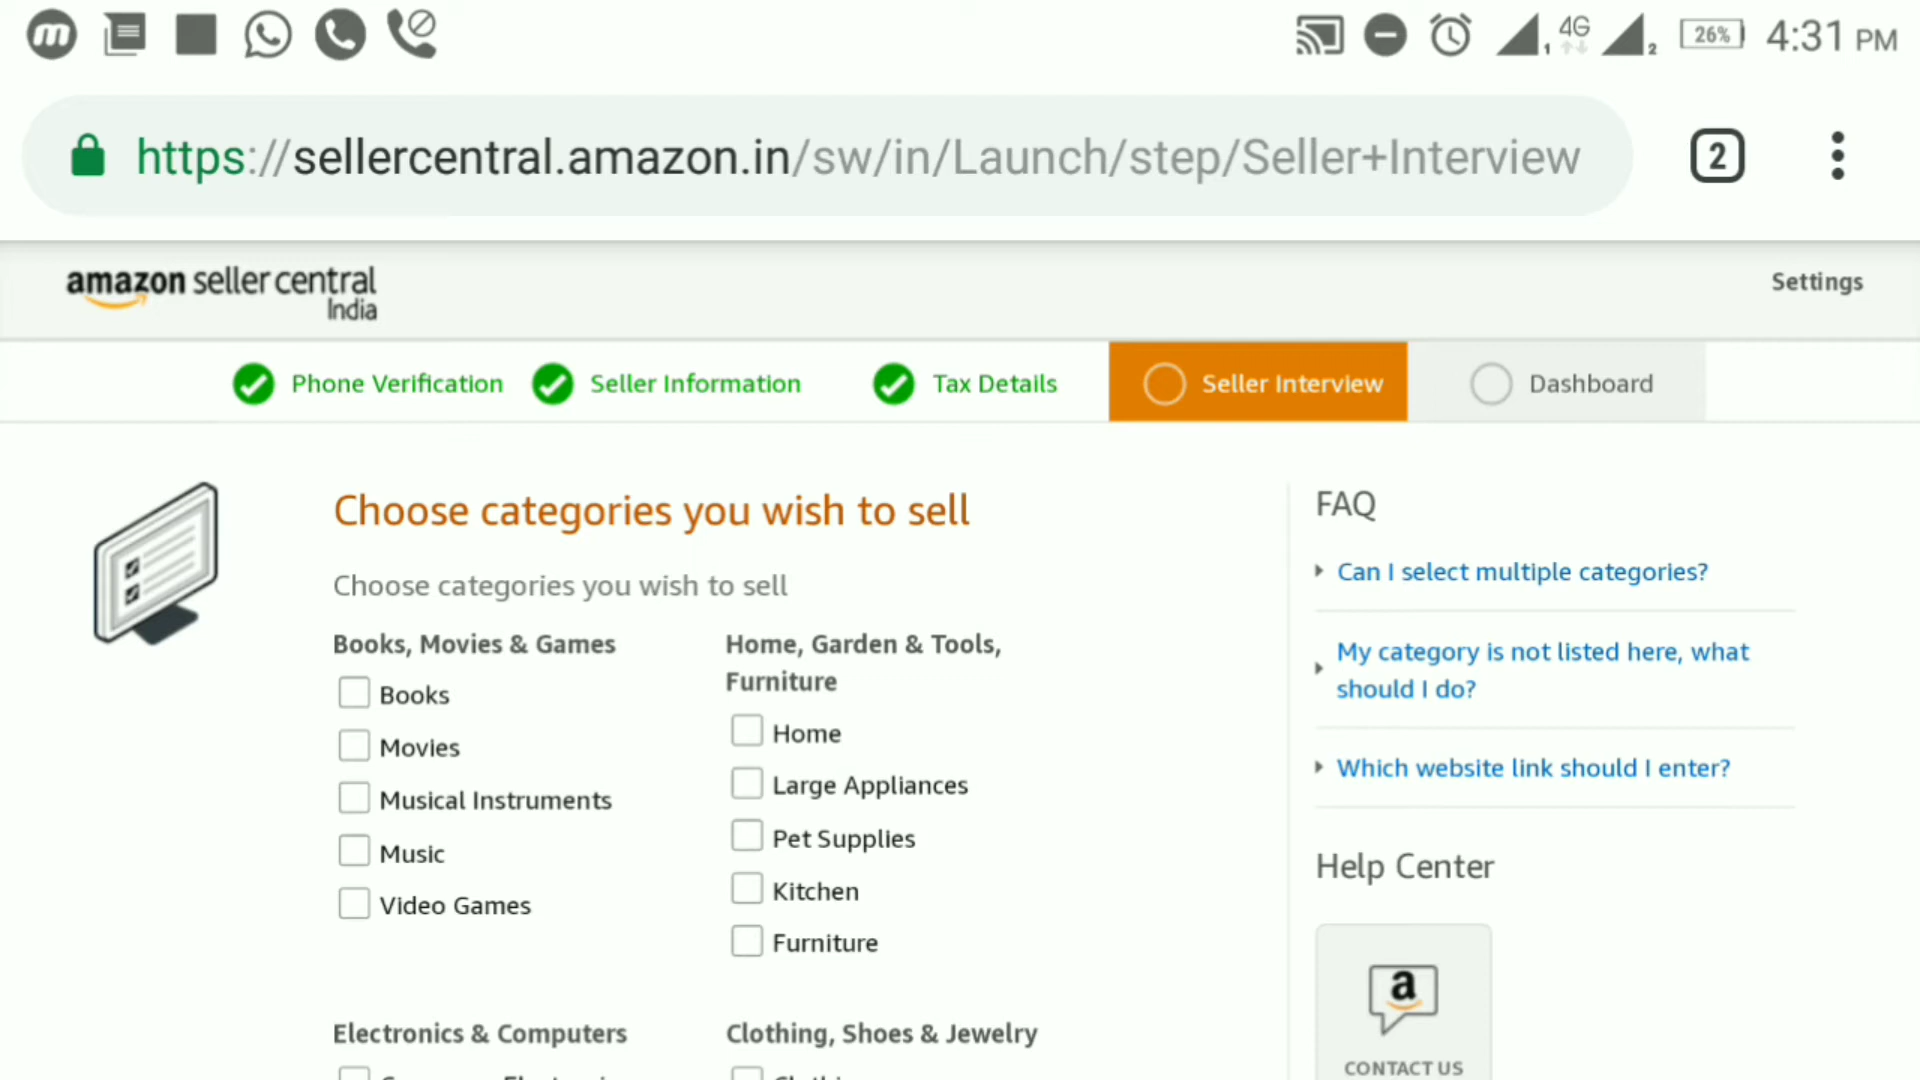 4G
1
2
26%
4:31 PM
https://sellercentral.amazon.in/sw/in/Launch/step/Seller+Interview
2
amazon seller central
India
Settings
Phone Verification
Seller Information
Tax Details
Seller Interview
Dashboard
Choose categories you wish to sell
Choose categories you wish to sell
Books, Movies & Games
Books
Movies
Musical Instruments
Music
Video Games
Home, Garden & Tools,
Furniture
Home
Large Appliances
Pet Supplies
Kitchen
Furniture
Electronics & Computers
Clothing, Shoes & Jewelry
FAQ
Can I select multiple categories?
My category is not listed here, what
should I do?
Which website link should I enter?
Help Center
a
CONTACT US